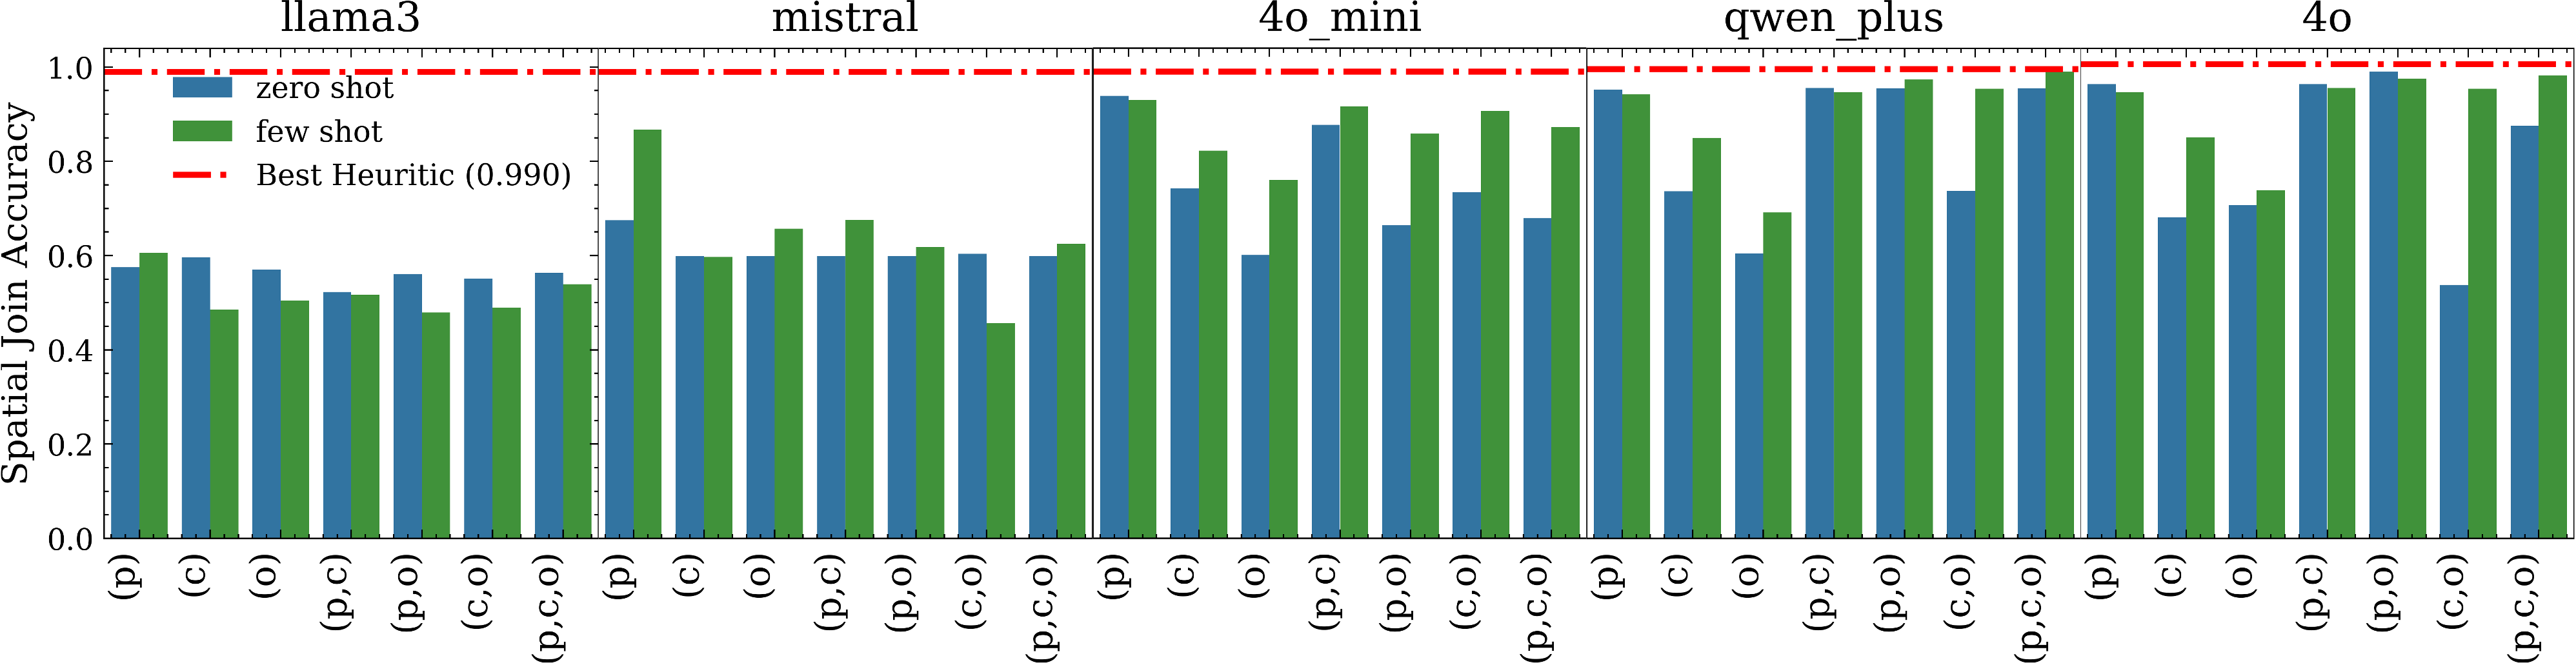 llama3 mistral 4o_mini qwen_plus 4o
Spatial Join Accuracy
1.0
0.8
0.6
0.4
0.2
0.0
zero shot
few shot
Best Heuritic (0.990)
(p) (c) (o) (p,c) (p,o) (c,o) (p,c,o) (p) (c) (o) (p,c) (p,o) (c,o) (p,c,o) (p) (c) (o) (p,c) (p,o) (c,o) (p,c,o) (p) (c) (o) (p,c) (p,o) (c,o) (p,c,o) (p) (c) (o) (p,c) (p,o) (c,o) (p,c,o)